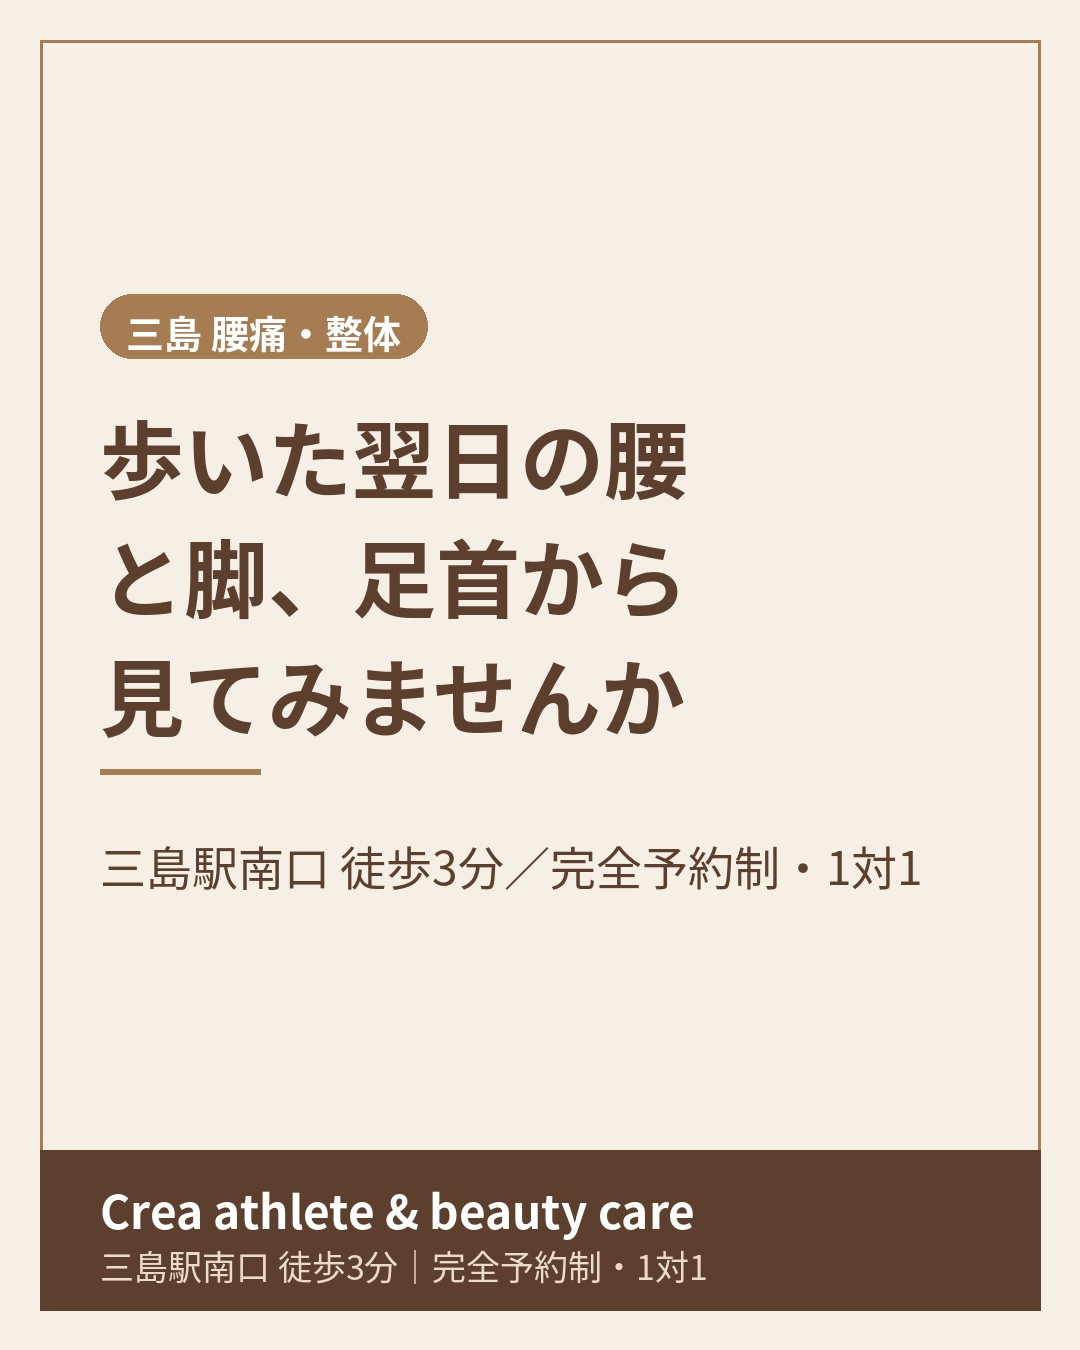 三島 腰痛・整体
歩いた翌日の腰
と脚、足首から
見てみませんか
三島駅南口 徒歩3分／完全予約制・1対1
Crea athlete & beauty care
三島駅南口 徒歩3分｜完全予約制・1対1